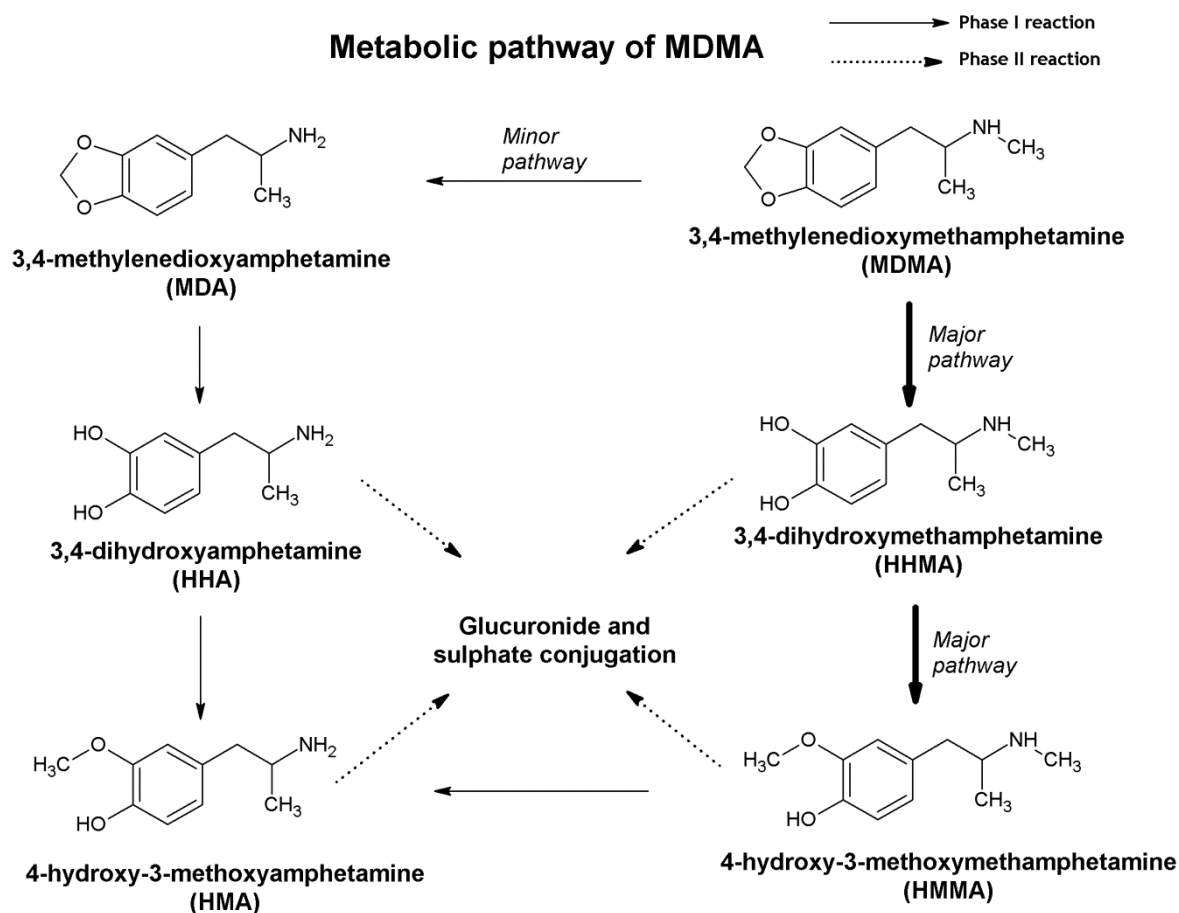 Metabolic pathway of MDMA
Phase I reaction
Phase II reaction
O
O
NH2
CH3
Minor
pathway
O
O
NH
CH3
CH3
3,4-methylenedioxyamphetamine
(MDA)
3,4-methylenedioxymethamphetamine
(MDMA)
Major
pathway
HO
HO
NH2
CH3
HO
HO
NH
CH3
CH3
3,4-dihydroxyamphetamine
(HHA)
3,4-dihydroxymethamphetamine
(HHMA)
Glucuronide and
sulphate conjugation
Major
pathway
H3C
O
HO
NH2
CH3
H3C
O
HO
NH
CH3
CH3
4-hydroxy-3-methoxyamphetamine
(HMA)
4-hydroxy-3-methoxymethamphetamine
(HMMA)